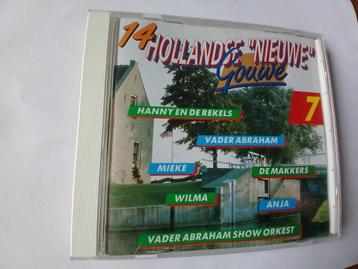 14 HOLLANDSE "NIEUWE"
& Gouwe
7
HANNY EN DE REKELS
VADER ABRAHAM
MIEKE
DE MAKKERS
WILMA
ANJA
VADER ABRAHAM SHOW ORKEST